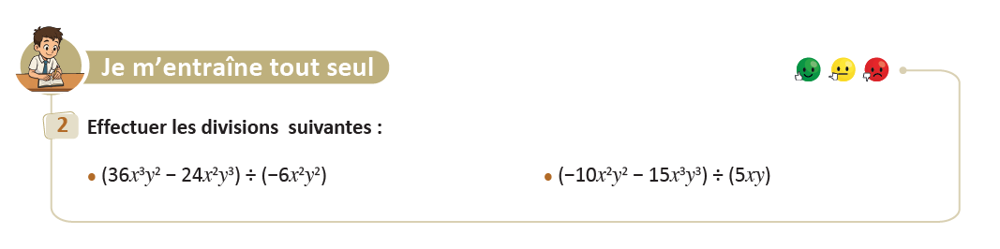 Je m’entraîne tout seul
2 Effectuer les divisions suivantes :
• (36x³y² − 24x²y³) ÷ (−6x²y²) • (−10x²y² − 15x³y³) ÷ (5xy)